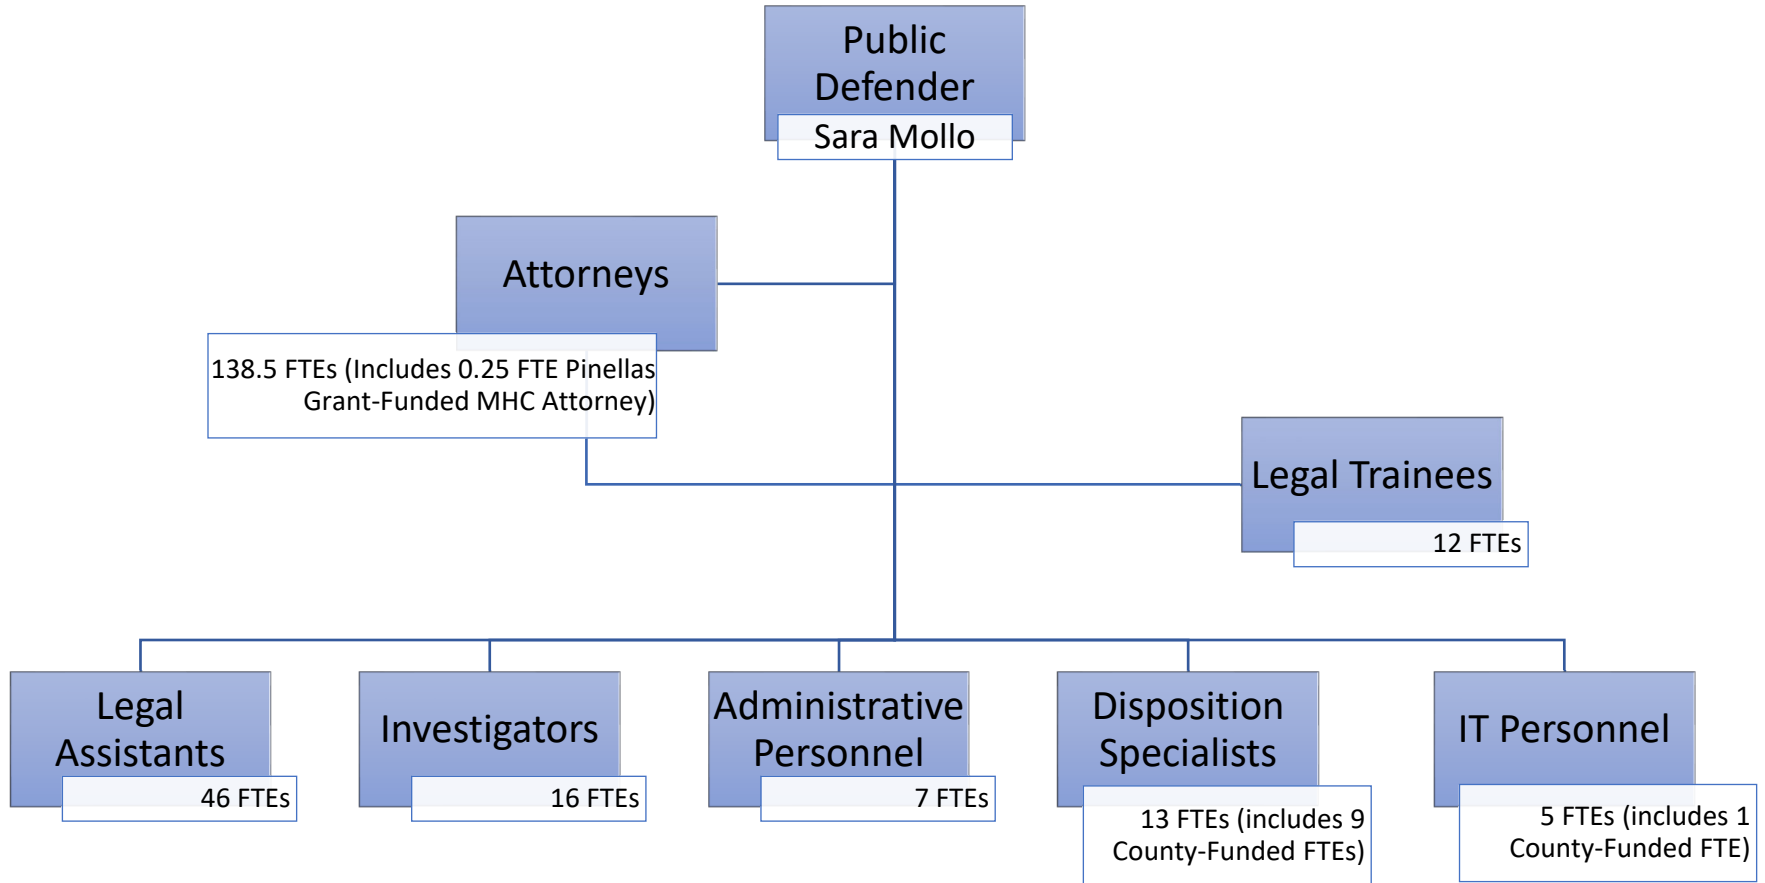 Public
Defender
Sara Mollo
Attorneys
138.5 FTEs (Includes 0.25 FTE Pinellas
Grant-Funded MHC Attorney)
Legal Trainees
12 FTEs
Legal
Assistants
46 FTEs
Investigators
16 FTEs
Administrative
Personnel
7 FTEs
Disposition
Specialists
13 FTEs (includes 9
County-Funded FTEs)
IT Personnel
5 FTEs (includes 1
County-Funded FTE)